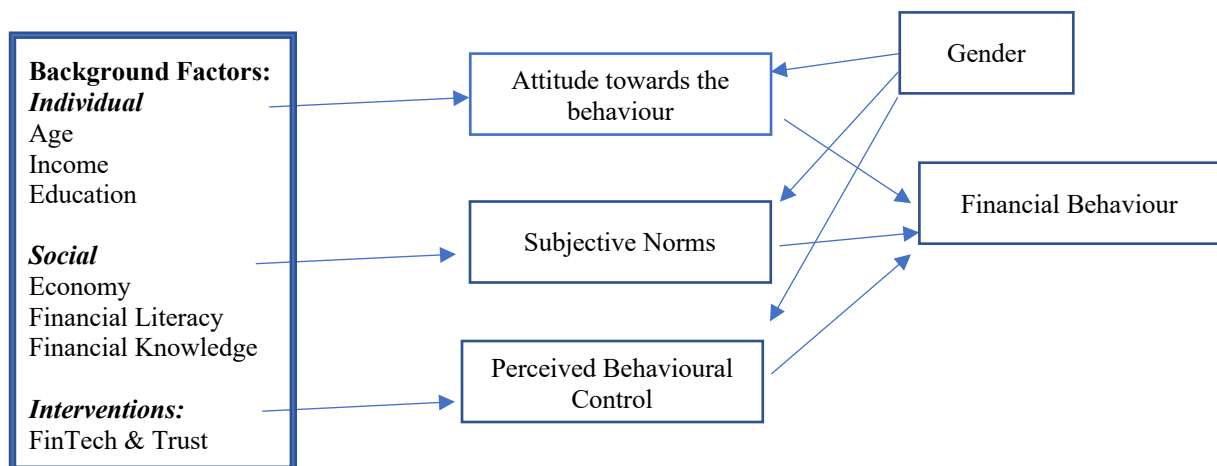 Background Factors:
Individual
Age
Income
Education
Social
Economy
Financial Literacy
Financial Knowledge
Interventions:
FinTech & Trust
Attitude towards the
behaviour
Subjective Norms
Perceived Behavioural
Control
Gender
Financial Behaviour